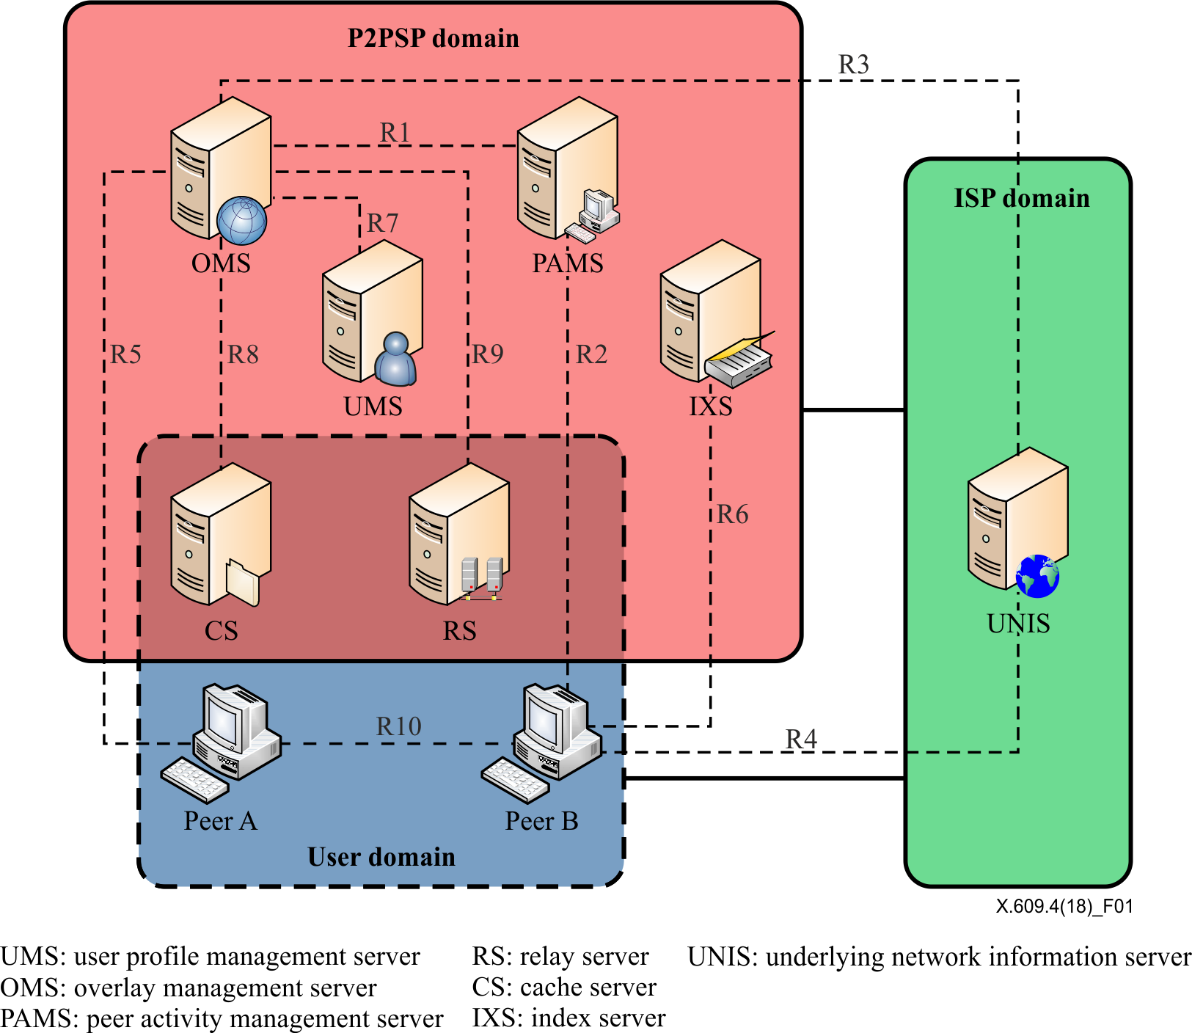 P2PSP domain
R3
R1
ISP domain
R7
OMS
PAMS
R5
R8
R9
R2
UMS
IXS
R6
CS
RS
UNIS
R10
R4
Peer A
Peer B
User domain
X.609.4(18)_F01
UMS: user profile management server
RS: relay server
UNIS: underlying network information server
OMS: overlay management server
CS: cache server
PAMS: peer activity management server
IXS: index server